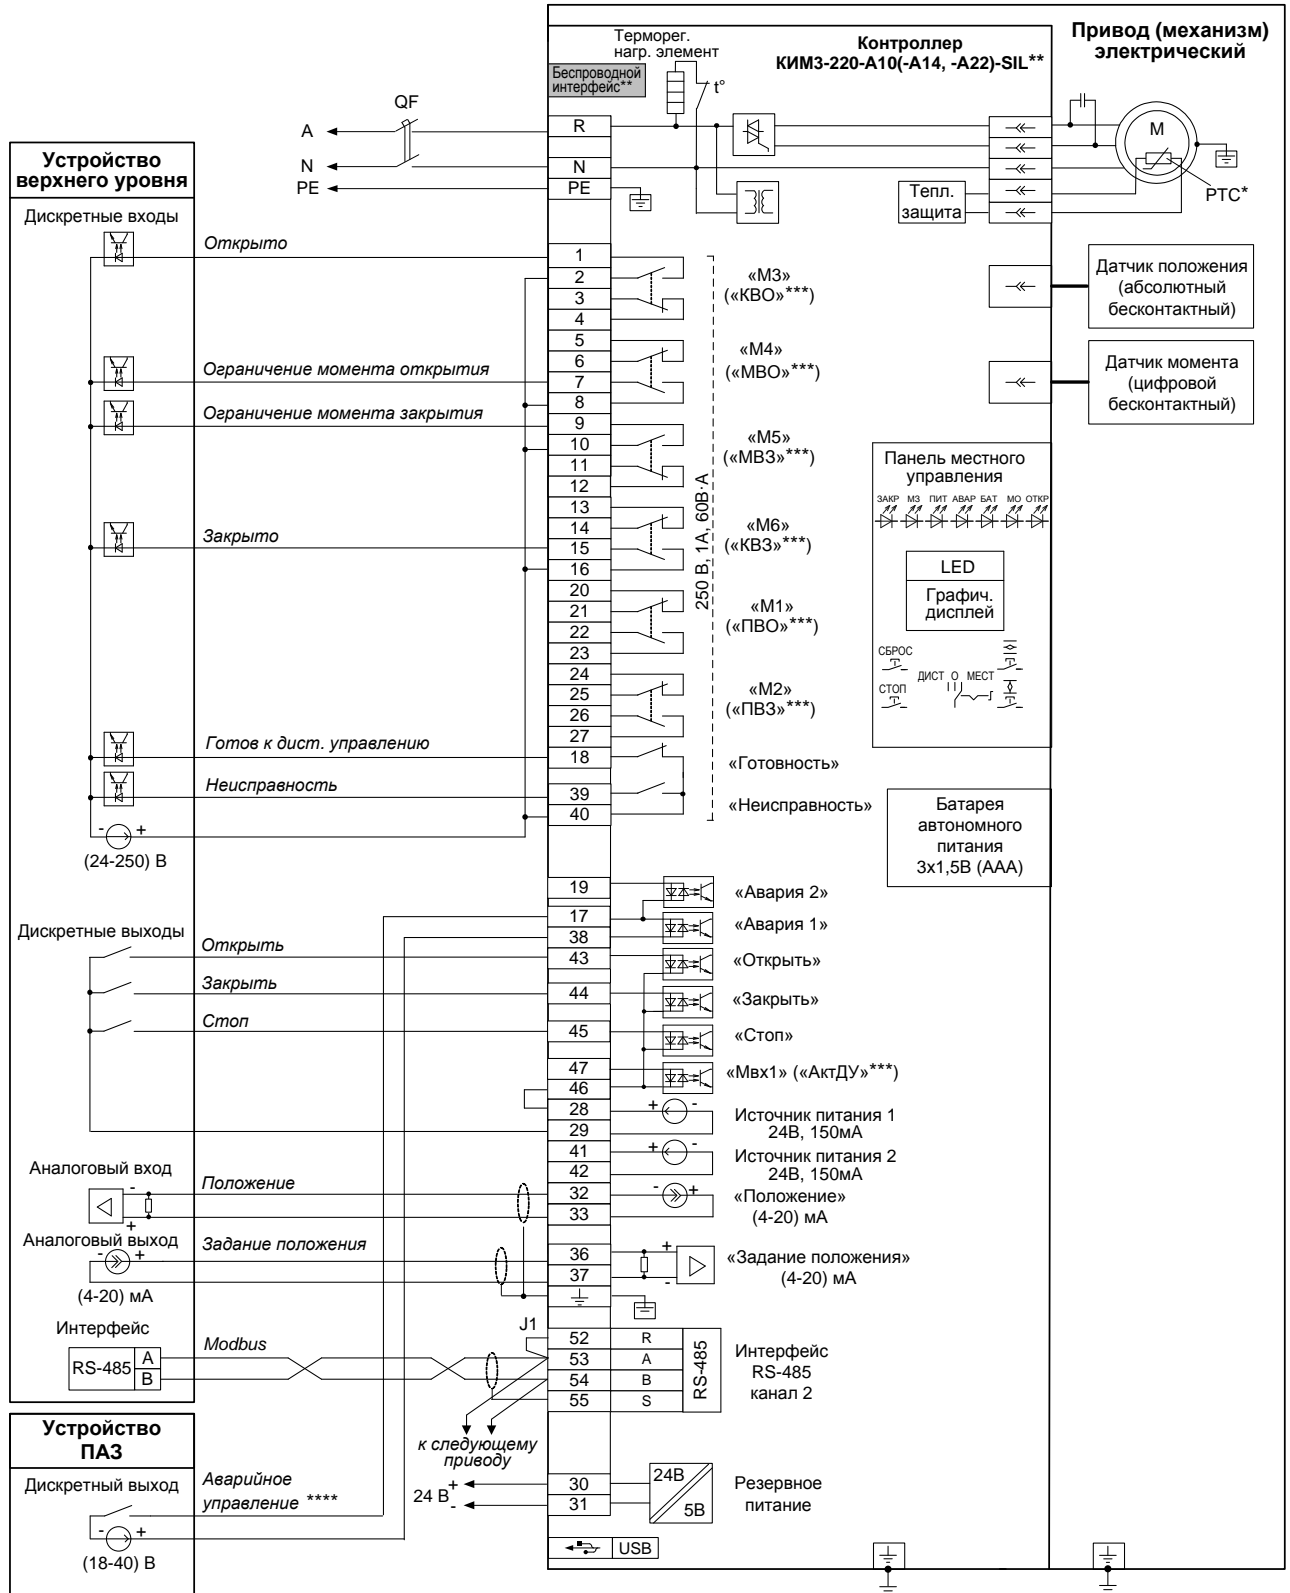 Привод (механизм)
электрический
Контроллер
КИМ3-220-А10(-А14, -А22)-SIL**
Терморег.
нагр. элемент
t°
Беспроводной
интерфейс**
QF
A
N
PE
R
N
PE
M
PTC*
Тепл.
защита
Устройство
верхнего уровня
Дискретные входы
Открыто
Ограничение момента открытия
Ограничение момента закрытия
Закрыто
Готов к дист. управлению
Неисправность
- +
(24-250) В
1
2
3
4
5
6
7
8
9
10
11
12
13
14
15
16
20
21
22
23
24
25
26
27
18
39
40
«М3»
(«КВО»***)
«М4»
(«МВО»***)
«М5»
(«МВЗ»***)
«М6»
(«КВЗ»***)
«М1»
(«ПВО»***)
«М2»
(«ПВЗ»***)
«Готовность»
«Неисправность»
250 В, 1А, 60В·А
Датчик положения
(абсолютный
бесконтактный)
Датчик момента
(цифровой
бесконтактный)
Панель местного
управления
ЗАКР МЗ ПИТ АВАР БАТ МО ОТКР
LED
Графич.
дисплей
СБРОС
СТОП
ДИСТ О МЕСТ
Батарея
автономного
питания
3х1,5В (ААА)
Дискретные выходы
Открыть
Закрыть
Стоп
19
17
38
43
44
45
47
46
28
29
41
42
32
33
36
37
«Авария 2»
«Авария 1»
«Открыть»
«Закрыть»
«Стоп»
«Мвх1» («АктДУ»***)
+ -
Источник питания 1
24В, 150мА
+ -
Источник питания 2
24В, 150мА
- +
«Положение»
(4-20) мА
+
-
«Задание положения»
(4-20) мА
Аналоговый вход
-
+
Положение
Аналоговый выход
- +
Задание положения
(4-20) мА
Интерфейс
RS-485
A
B
Modbus
J1
52 R
53 A
54 B
55 S
RS-485
Интерфейс
RS-485
канал 2
к следующему
приводу
24 В
+
-
30
31
24В
5В
Резервное
питание
USB
Устройство
ПАЗ
Дискретный выход
Аварийное
управление ****
- +
(18-40) В